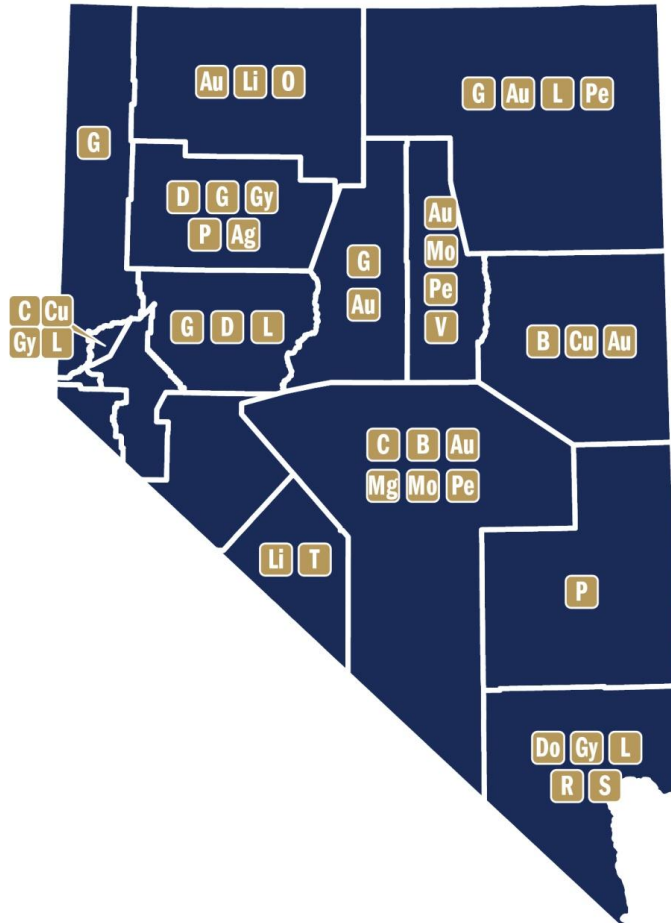 Au Li O
G Au L Pe
G
D G Gy
P Ag
Au
Mo
Pe
V
G
Au
C Cu
Gy L
G D L
B Cu Au
C B Au
Mg Mo Pe
Li T
P
Do Gy L
R S